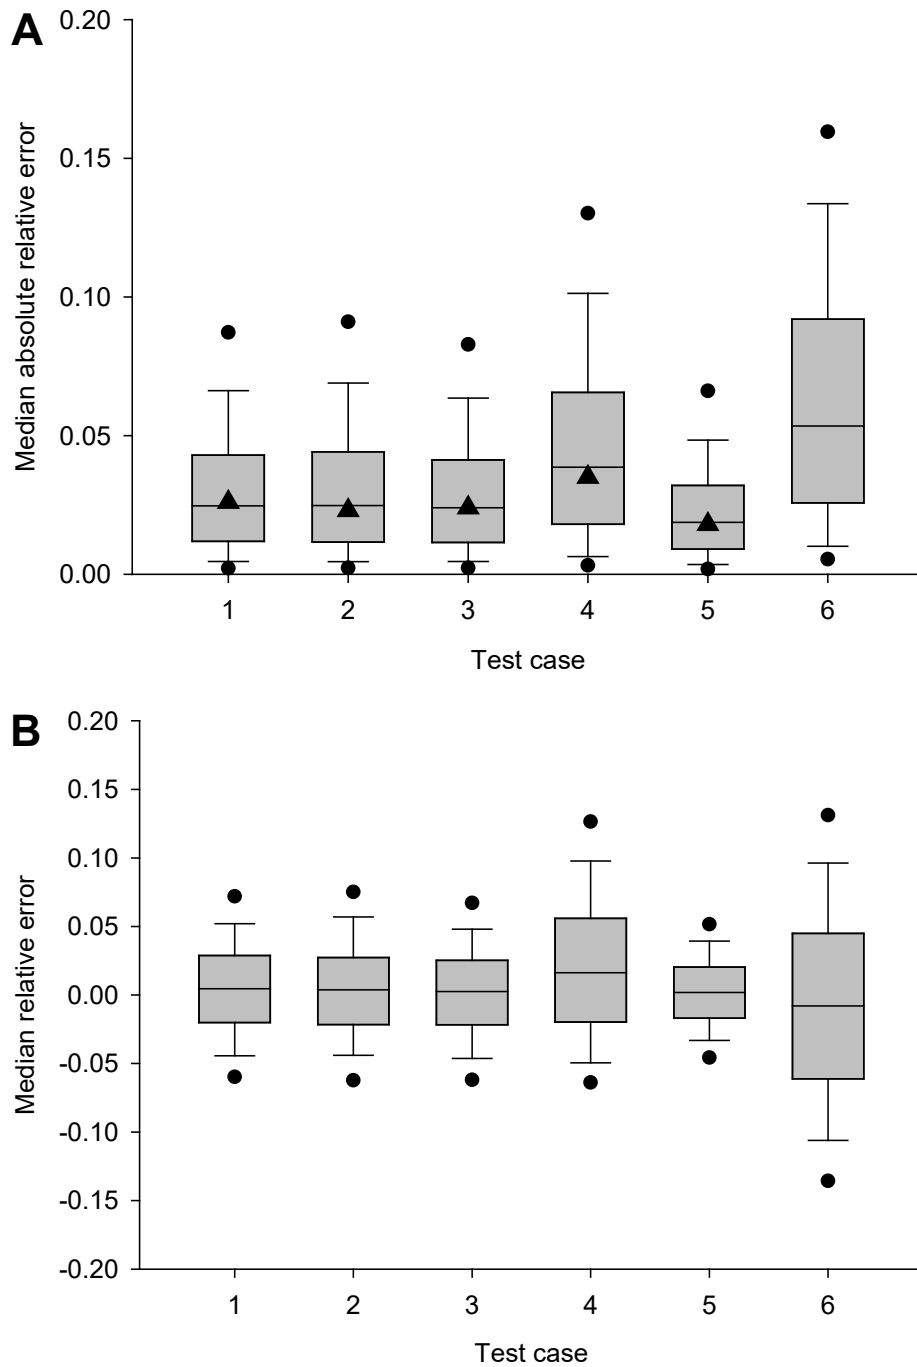 A
0.20
0.15
0.10
0.05
0.00
Median absolute relative error
1 2 3 4 5 6
Test case
B
0.20
0.15
0.10
0.05
0.00
-0.05
-0.10
-0.15
-0.20
Median relative error
1 2 3 4 5 6
Test case